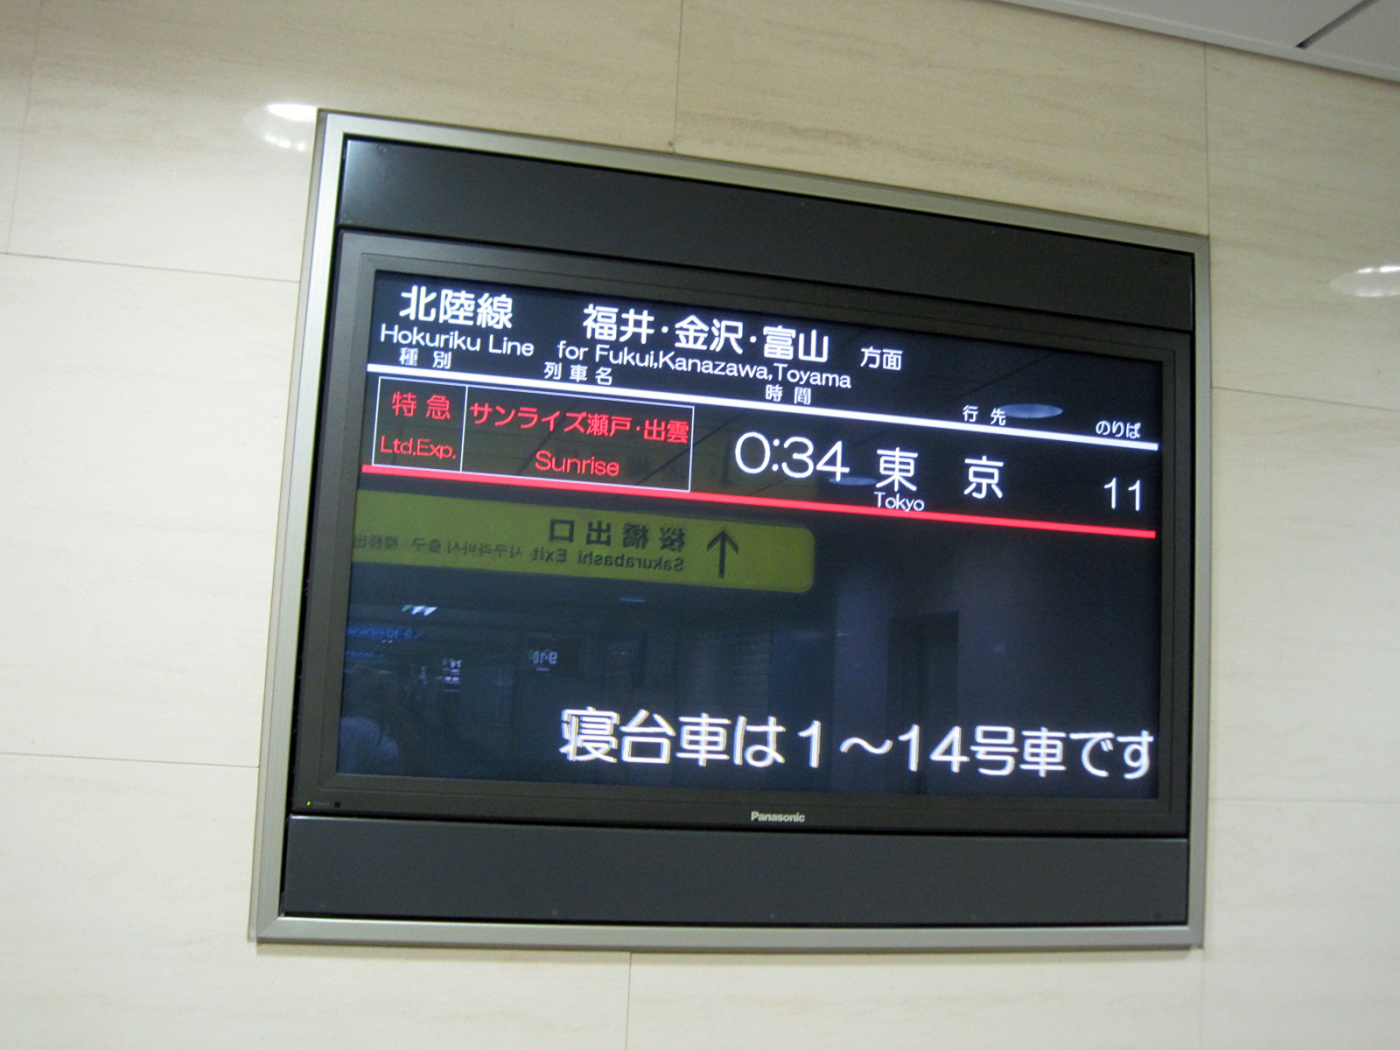 北陸線 福井・金沢・富山 方面
Hokuriku Line for Fukui,Kanazawa,Toyama
種別 列車名 時間 行先 のりば
特急 サンライズ瀬戸・出雲 0:34 東京 11
Ltd.Exp. Sunrise Tokyo
桜橋出口
Sakurabashi Exit
9-10
寝台車は1～14号車です
Panasonic